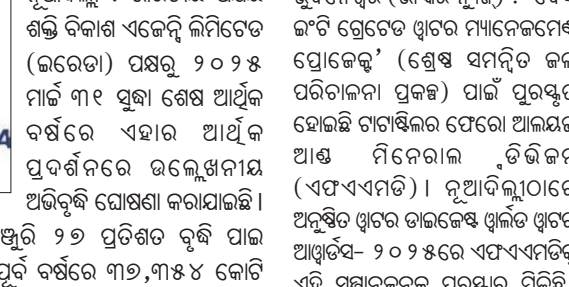 ଶକ୍ତି ବିକାଶ ଏଜେନ୍ସି ଲିମିଟେଡ
(ଇରେଡା) ପକ୍ଷରୁ ୨୦୨୫
ମାର୍ଚ୍ଚ ୩୧ ସୁଦ୍ଧା ଶେଷ ଆର୍ଥିକ
ବର୍ଷରେ ଏହାର ଆର୍ଥିକ
ପ୍ରଦର୍ଶନରେ ଉଲ୍ଲେଖନୀୟ
ଅଭିବୃଦ୍ଧି ଘୋଷଣା କରାଯାଇଛି।
୨୭ ପ୍ରତିଶତ ବୃଦ୍ଧି ପାଇ
ବର୍ଷରେ ୩୭,୩୫୪ କୋଟି
ଇଂଟିଗ୍ରେଟେଡ ୱାଟର ମ୍ୟାନେଜମେଣ୍ଟ
ପ୍ରୋଜେକ୍ଟ’ (ଶ୍ରେଷ୍ଠ ସମନ୍ୱିତ ଜଳ
ପରିଚାଳନା ପ୍ରକଳ୍ପ) ପାଇଁ ପୁରସ୍କୃତ
ହୋଇଛି ଟାଟାଷ୍ଟିଲର ଫେରୋ ଆଲୟଜ
ଆଣ୍ଡ ମିନେରାଲ ଡିଭିଜନ
(ଏଫଏଏମଡି)। ନୂଆଦିଲ୍ଲୀଠାରେ
ଅନୁଷ୍ଠିତ ୱାଟର ଡାଇଜେଷ୍ଟ ୱାର୍ଲଡ ୱାଟର
ଆୱାର୍ଡସ- ୨୦୨୫ରେ ଏଫଏଏମଡିକୁ